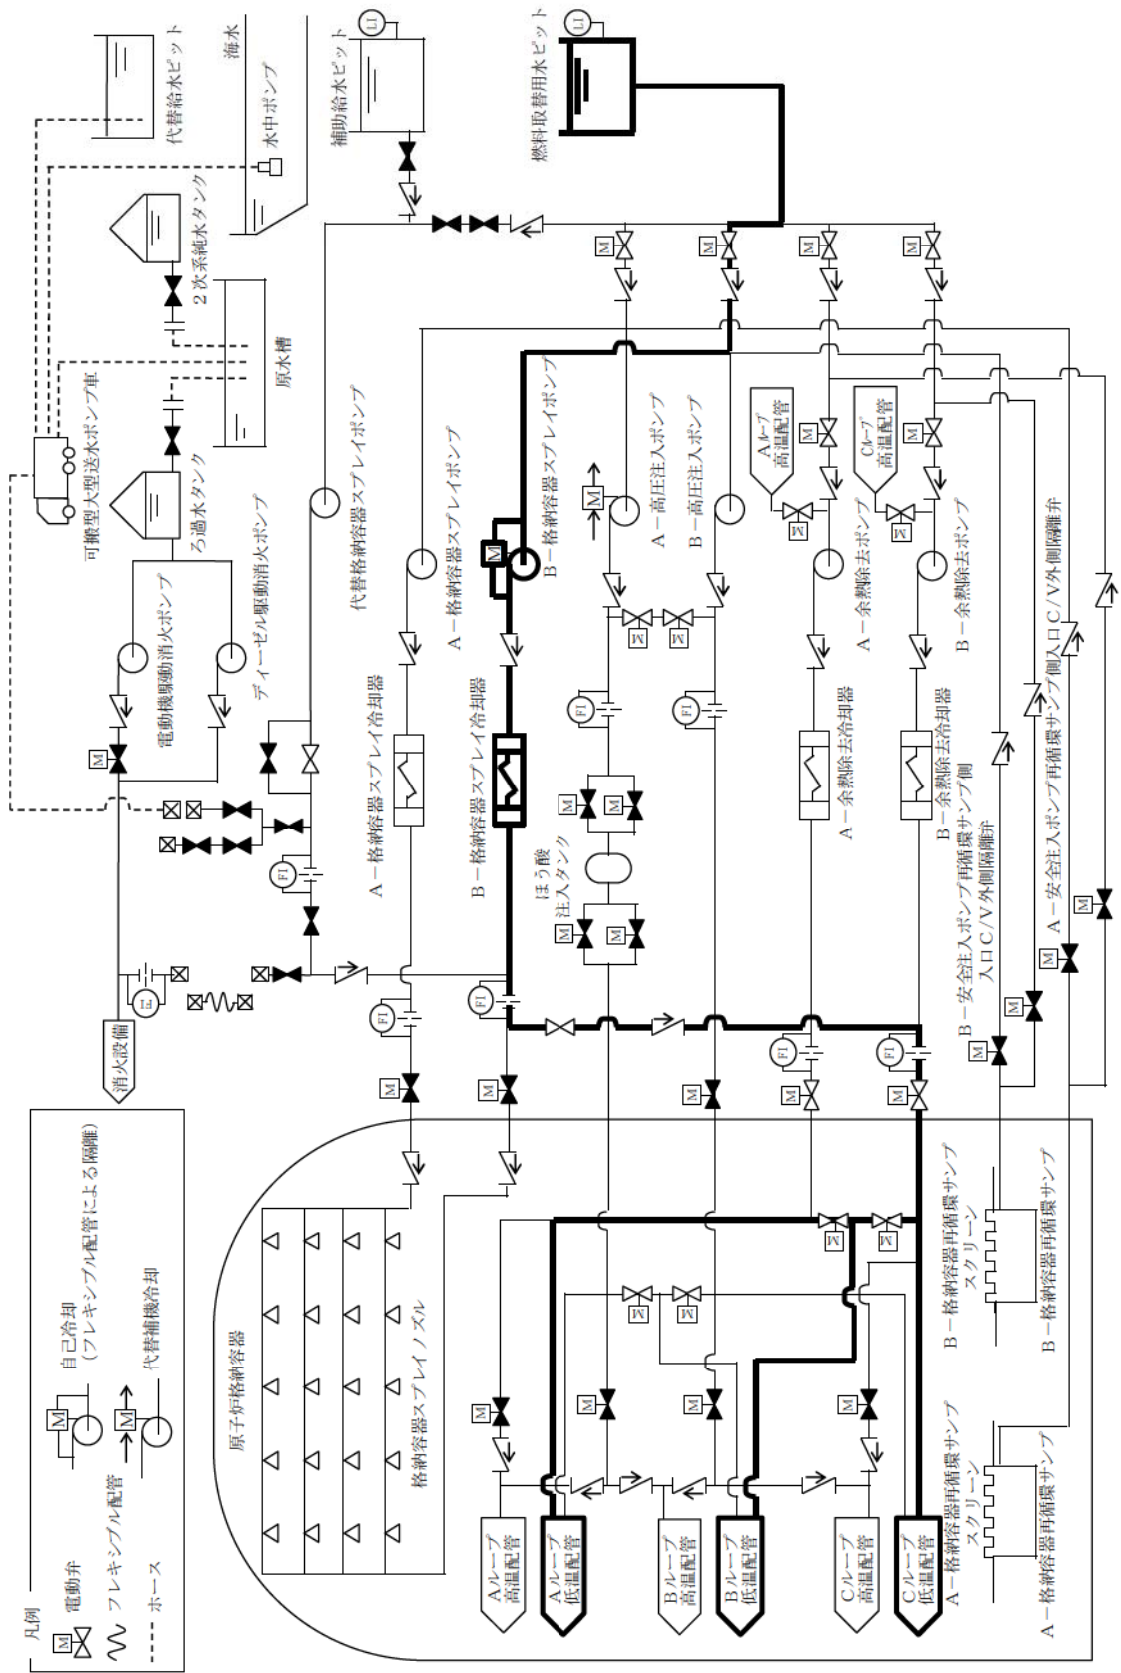 凡例
電動弁
フレキシブル配管
ホース
自己冷却
(フレキシブル配管による隔離)
代替補機冷却
M
M
M
消火設備
FI
可搬型大型送水ポンプ車
代替給水ピット
海水
水中ポンプ
2次系純水タンク
原水槽
ろ過水タンク
電動機駆動消火ポンプ
ディーゼル駆動消火ポンプ
M
FI
補助給水ピット
LI
燃料取替用水ピット
LI
代替格納容器スプレイポンプ
A-格納容器スプレイポンプ
B-格納容器スプレイポンプ
M
A-高圧注入ポンプ
M
B-高圧注入ポンプ
A-余熱除去ポンプ
B-余熱除去ポンプ
Aループ
高温配管
Cループ
高温配管
M
M
M
M
M
M
M
M
A-格納容器スプレイ冷却器
B-格納容器スプレイ冷却器
A-余熱除去冷却器
B-余熱除去冷却器
M
M
FI
FI
M
M
ほう酸
注入タンク
M
M
B-安全注入ポンプ再循環サンプ側
入口C/V外側隔離弁
A-安全注入ポンプ再循環サンプ側入口C/V外側隔離弁
M
M
M
M
FI
FI
FI
FI
M
M
M
M
M
原子炉格納容器
格納容器スプレイノズル
M
M
M
M
M
M
M
M
Aループ
高温配管
Aループ
低温配管
Bループ
高温配管
Bループ
低温配管
Cループ
高温配管
Cループ
低温配管
B-格納容器再循環サンプ
スクリーン
B-格納容器再循環サンプ
A-格納容器再循環サンプ
スクリーン
A-格納容器再循環サンプ